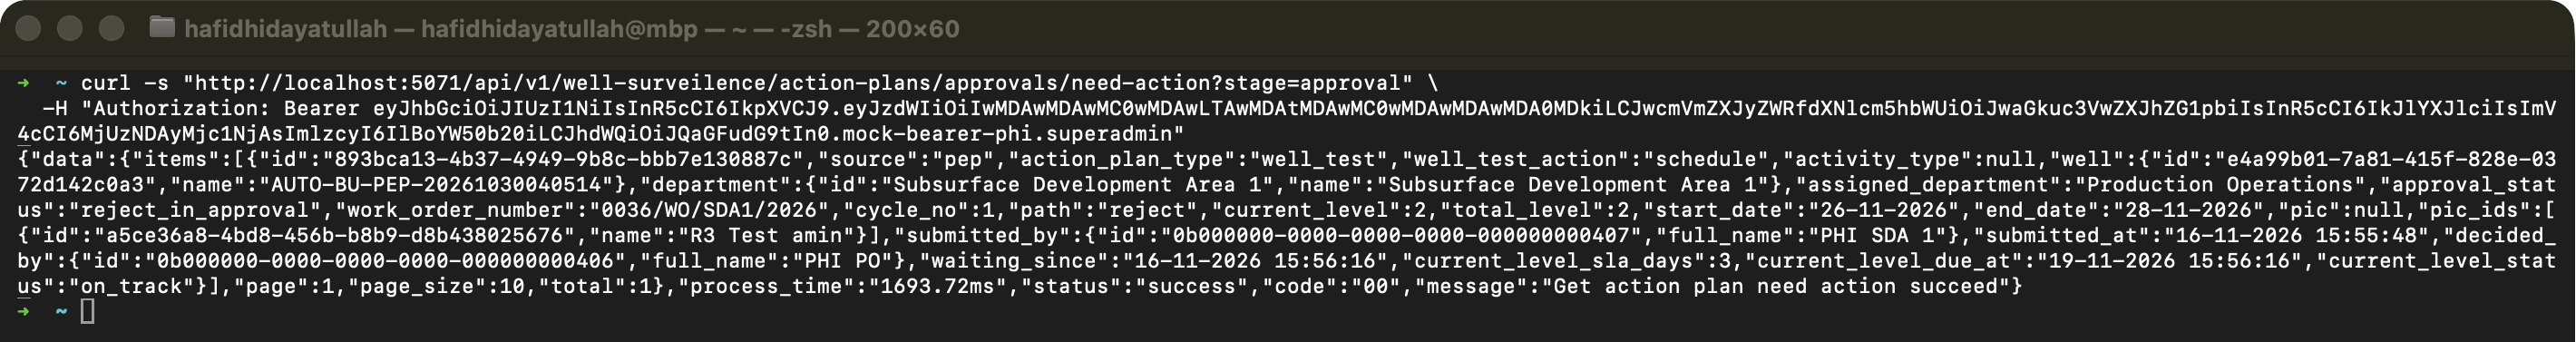 hafidhidayatullah — hafidhidayatullah@mbp — ~ — -zsh — 200×60
➜  ~ curl -s "http://localhost:5071/api/v1/well-surveilence/action-plans/approvals/need-action?stage=approval" \
  -H "Authorization: Bearer eyJhbGciOiJIUzI1NiIsInR5cCI6IkpXVCJ9.eyJzdWIiOiIwMDAwMDAwMC0wMDAwLTAwMDAtMDAwMC0wMDAwMDAwMDA0MDkiLCJwcmVmZXJyZWRfdXNlcm5hbWUiOiJwaGkuc3VwZXJhZG1pbiIsInR5cCI6IkJlYXJlciIsImV
4cCI6MjUzNDAyMjc1NjAsImlzcyI6IlBoYW50b20iLCJhdWQiOiJQaGFudG9tIn0.mock-bearer-phi.superadmin"
{"data":{"items":[{"id":"893bca13-4b37-4949-9b8c-bbb7e130887c","source":"pep","action_plan_type":"well_test","well_test_action":"schedule","activity_type":null,"well":{"id":"e4a99b01-7a81-415f-828e-03
72d142c0a3","name":"AUTO-BU-PEP-20261030040514"},"department":{"id":"Subsurface Development Area 1","name":"Subsurface Development Area 1"},"assigned_department":"Production Operations","approval_stat
us":"reject_in_approval","work_order_number":"0036/WO/SDA1/2026","cycle_no":1,"path":"reject","current_level":2,"total_level":2,"start_date":"26-11-2026","end_date":"28-11-2026","pic":null,"pic_ids":[
{"id":"a5ce36a8-4bd8-456b-b8b9-d8b438025676","name":"R3 Test amin"}],"submitted_by":{"id":"0b000000-0000-0000-0000-000000000407","full_name":"PHI SDA 1"},"submitted_at":"16-11-2026 15:55:48","decided_
by":{"id":"0b000000-0000-0000-0000-000000000406","full_name":"PHI PO"},"waiting_since":"16-11-2026 15:56:16","current_level_sla_days":3,"current_level_due_at":"19-11-2026 15:56:16","current_level_stat
us":"on_track"}],"page":1,"page_size":10,"total":1},"process_time":"1693.72ms","status":"success","code":"00","message":"Get action plan need action succeed"}
➜  ~